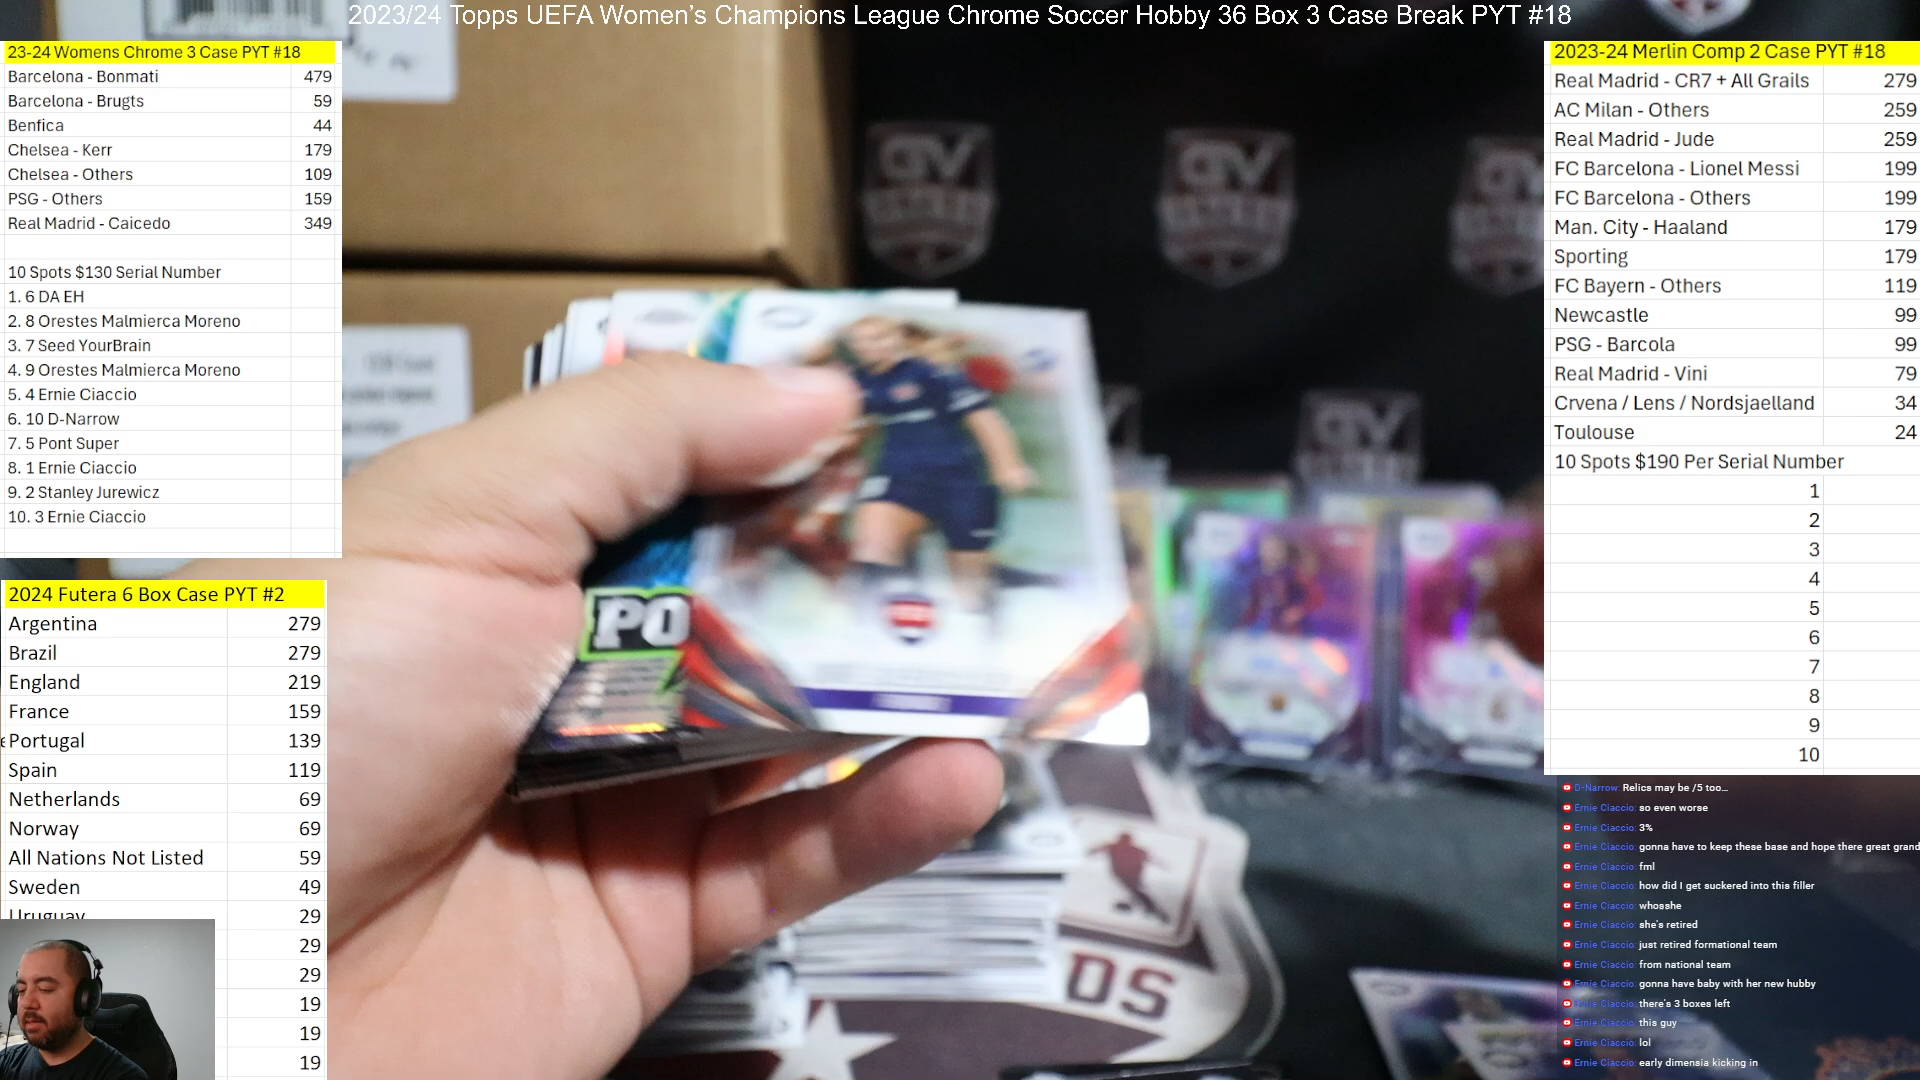 2023/24 Topps UEFA Women's Champions League Chrome Soccer Hobby 36 Box 3 Case Break PYT #18
23-24 Womens Chrome 3 Case PYT #18
Barcelona - Bonmati 479
Barcelona - Brugts 59
Benfica 44
Chelsea - Kerr 179
Chelsea - Others 109
PSG - Others 159
Real Madrid - Caicedo 349
10 Spots $130 Serial Number
1. 6 DA EH
2. 8 Orestes Malmierca Moreno
3. 7 Seed YourBrain
4. 9 Orestes Malmierca Moreno
5. 4 Ernie Ciaccio
6. 10 D-Narrow
7. 5 Pont Super
8. 1 Ernie Ciaccio
9. 2 Stanley Jurewicz
10. 3 Ernie Ciaccio
2024 Futera 6 Box Case PYT #2
Argentina 279
Brazil 279
England 219
France 159
Portugal 139
Spain 119
Netherlands 69
Norway 69
All Nations Not Listed 59
Sweden 49
Uruguay 29
29
29
19
19
19
GV
GV
GV
GV
PO
DS
2023-24 Merlin Comp 2 Case PYT #18
Real Madrid - CR7 + All Grails 279
AC Milan - Others 259
Real Madrid - Jude 259
FC Barcelona - Lionel Messi 199
FC Barcelona - Others 199
Man. City - Haaland 179
Sporting 179
FC Bayern - Others 119
Newcastle 99
PSG - Barcola 99
Real Madrid - Vini 79
Crvena / Lens / Nordsjaelland 34
Toulouse 24
10 Spots $190 Per Serial Number
1
2
3
4
5
6
7
8
9
10
D-Narrow: Relics may be /5 too...
Ernie Ciaccio: so even worse
Ernie Ciaccio: 3%
Ernie Ciaccio: gonna have to keep these base and hope there great grand
Ernie Ciaccio: fml
Ernie Ciaccio: how did I get suckered into this filler
Ernie Ciaccio: whosshe
Ernie Ciaccio: she's retired
Ernie Ciaccio: just retired formational team
Ernie Ciaccio: from national team
Ernie Ciaccio: gonna have baby with her new hubby
Ernie Ciaccio: there's 3 boxes left
Ernie Ciaccio: this guy
Ernie Ciaccio: lol
Ernie Ciaccio: early dimensia kicking in